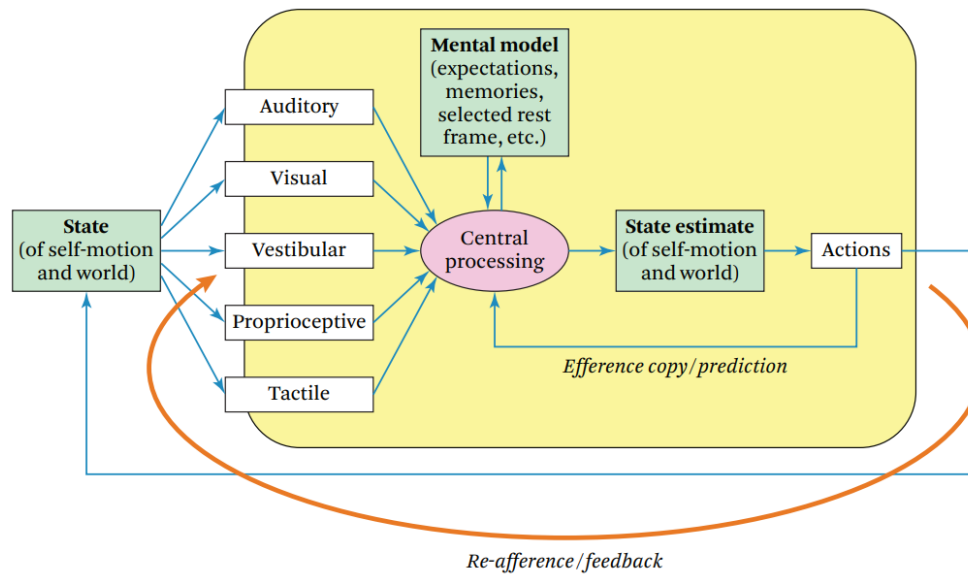 Mental model
(expectations,
memories,
selected rest
frame, etc.)
Auditory
Visual
State
(of self-motion
and world)
Vestibular
Central
processing
State estimate
(of self-motion
and world)
Actions
Proprioceptive
Efference copy/prediction
Tactile
Re-afference/feedback